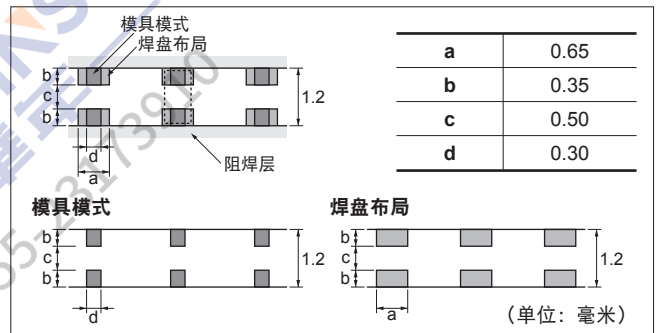 模具模式
焊盘布局
b
c
b
1.2
d
a
阻焊层
a 0.65
b 0.35
c 0.50
d 0.30
模具模式
b
c
b
1.2
d
焊盘布局
b
c
b
1.2
a
(单位：毫米)